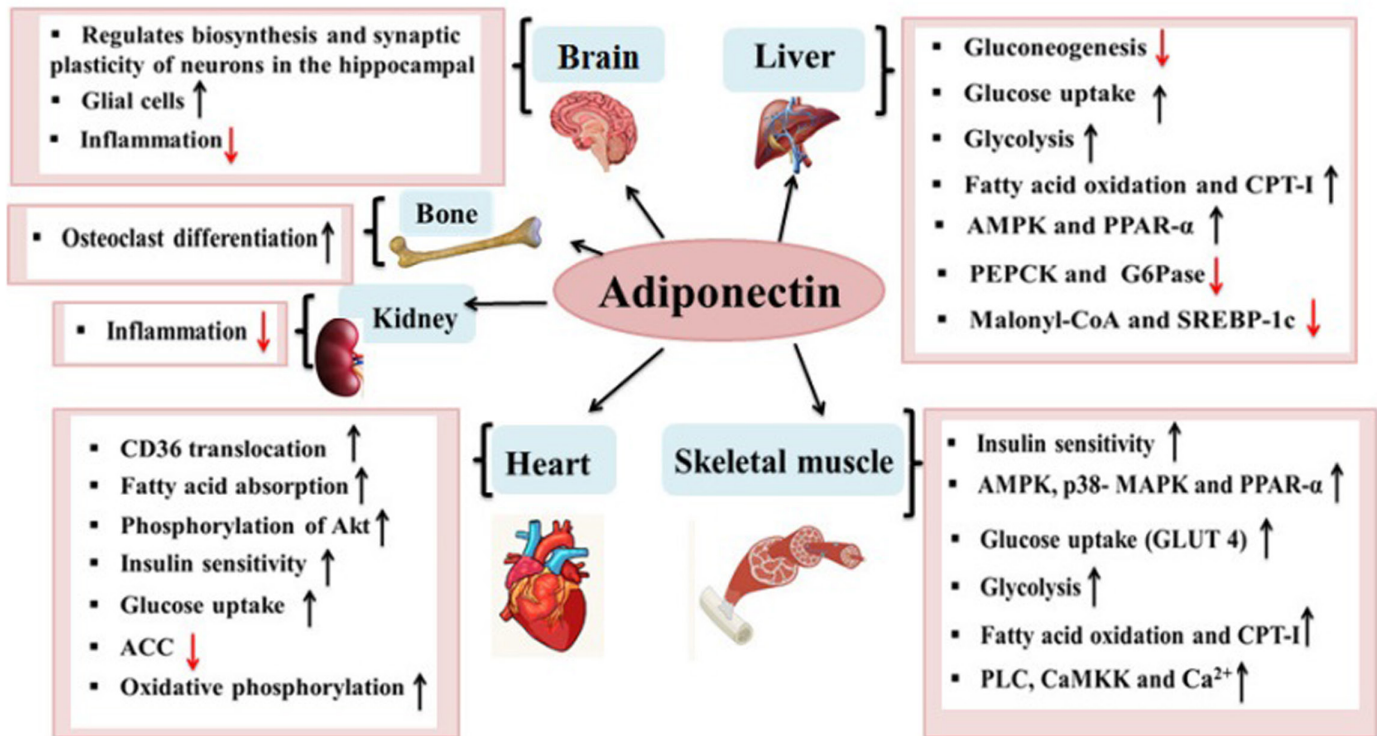 Regulates biosynthesis and synaptic
plasticity of neurons in the hippocampal
Glial cells ↑
Inflammation ↓
Brain
Liver
Gluconeogenesis ↓
Glucose uptake ↑
Glycolysis ↑
Fatty acid oxidation and CPT-I ↑
AMPK and PPAR-α ↑
PEPCK and G6Pase ↓
Malonyl-CoA and SREBP-1c ↓
Bone
Osteoclast differentiation ↑
Adiponectin
Kidney
Inflammation ↓
Heart
CD36 translocation ↑
Fatty acid absorption ↑
Phosphorylation of Akt ↑
Insulin sensitivity ↑
Glucose uptake ↑
ACC ↓
Oxidative phosphorylation ↑
Skeletal muscle
Insulin sensitivity ↑
AMPK, p38- MAPK and PPAR-α ↑
Glucose uptake (GLUT 4) ↑
Glycolysis ↑
Fatty acid oxidation and CPT-I ↑
PLC, CaMKK and Ca²⁺ ↑